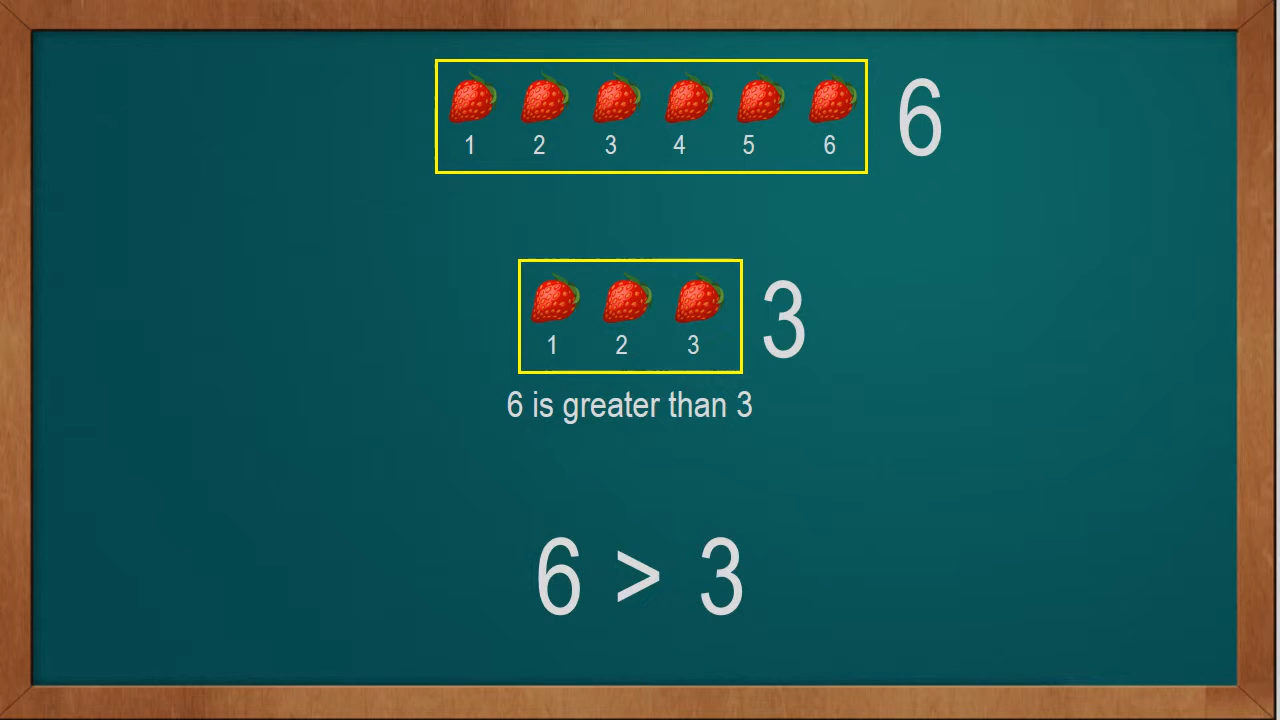 1 2 3 4 5 6 6
1 2 3 3
6 is greater than 3
6 > 3